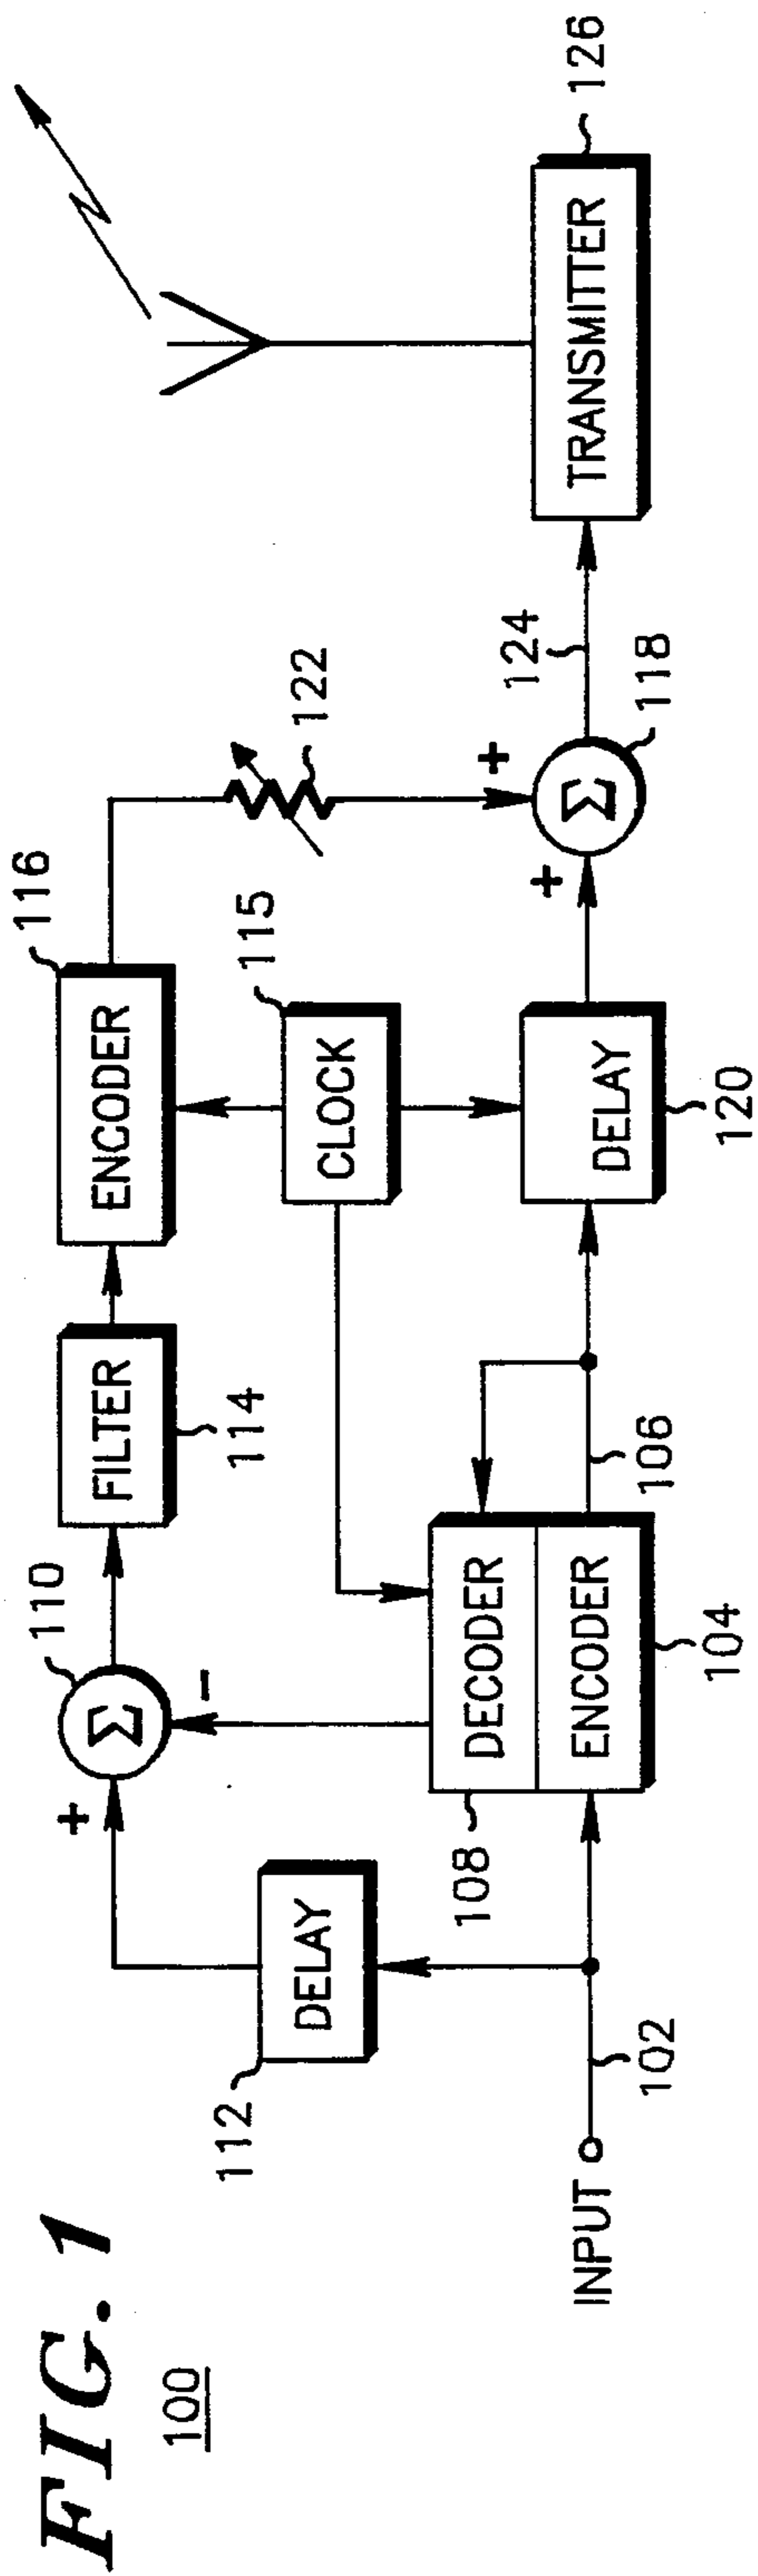 FIG. 1
100
INPUT
102
112
DELAY
+
110
Σ
-
108
DECODER
ENCODER
104
106
FILTER
114
116
ENCODER
115
CLOCK
DELAY
120
122
+
+
Σ
118
124
TRANSMITTER
126